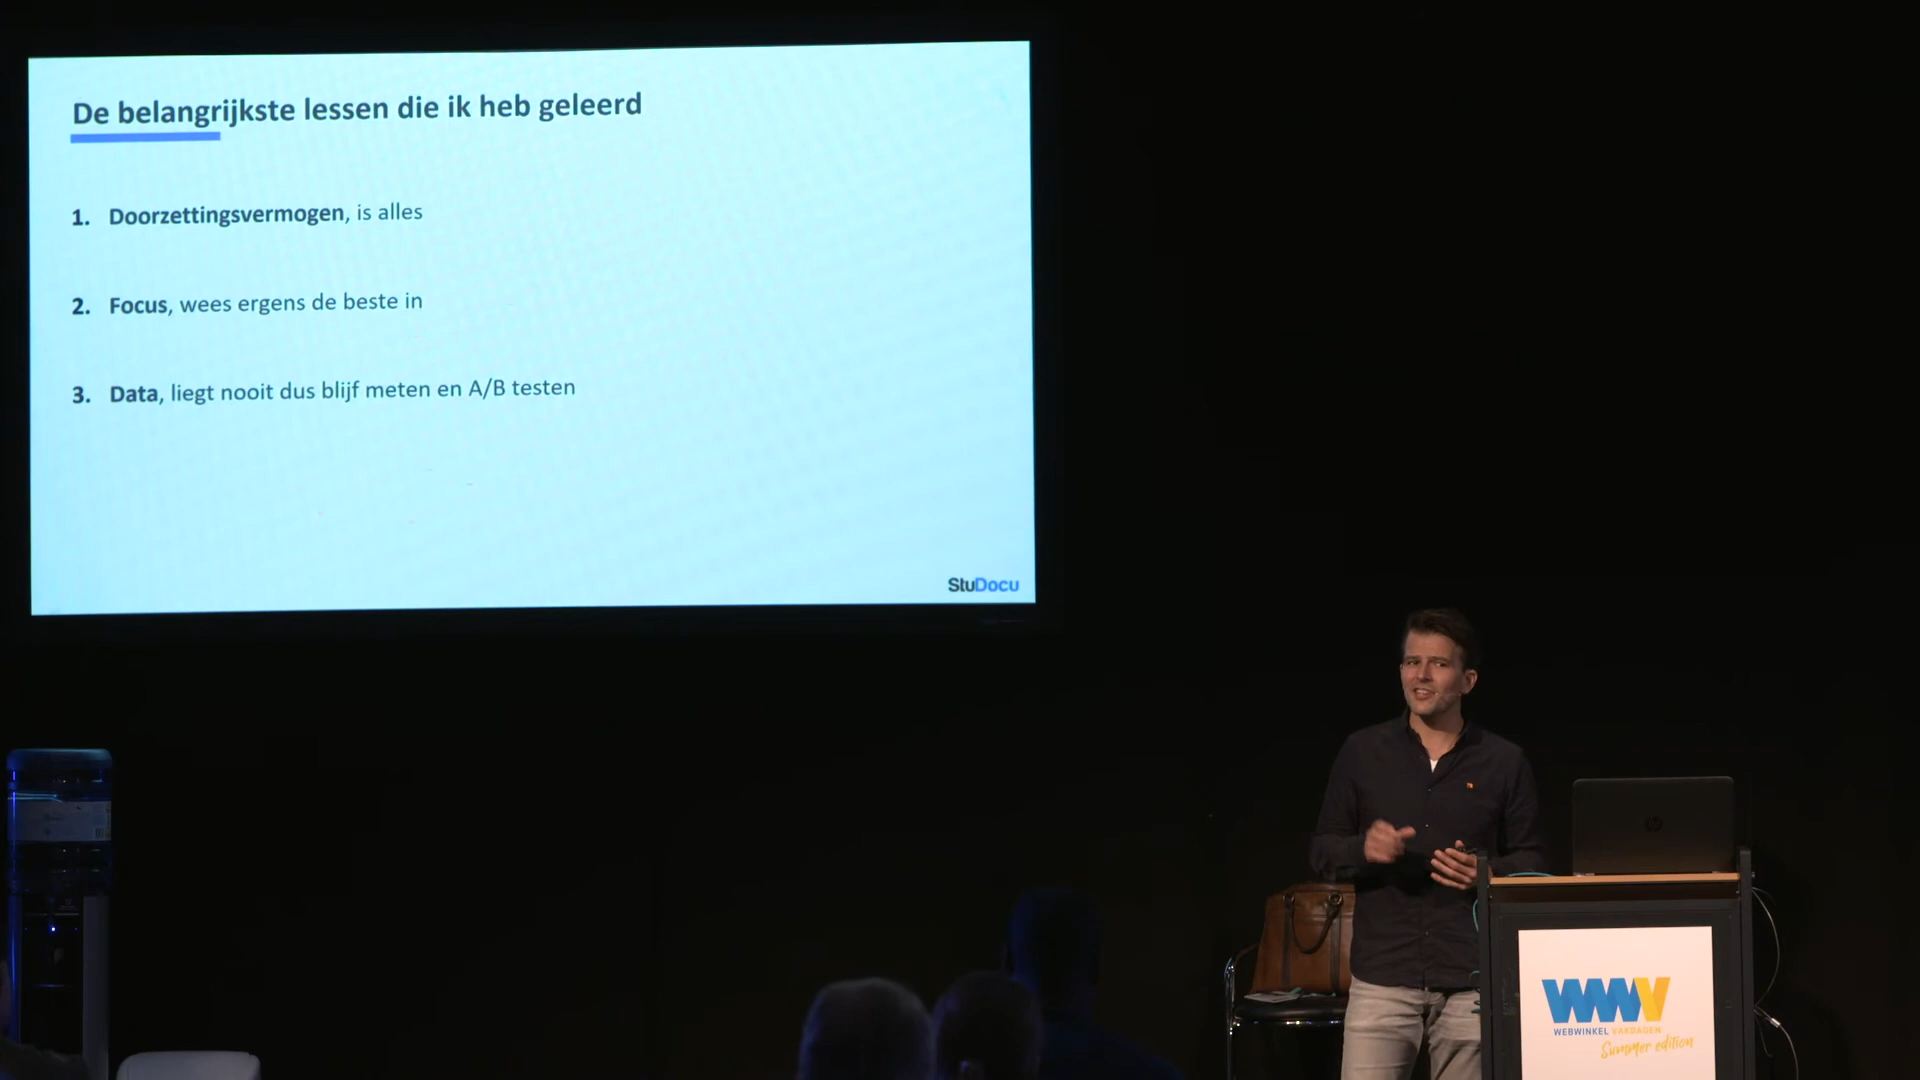 De belangrijkste lessen die ik heb geleerd
1. Doorzettingsvermogen, is alles
2. Focus, wees ergens de beste in
3. Data, liegt nooit dus blijf meten en A/B testen
StuDocu
hp
WWV
WEBWINKEL VAKDAGEN
Summer edition